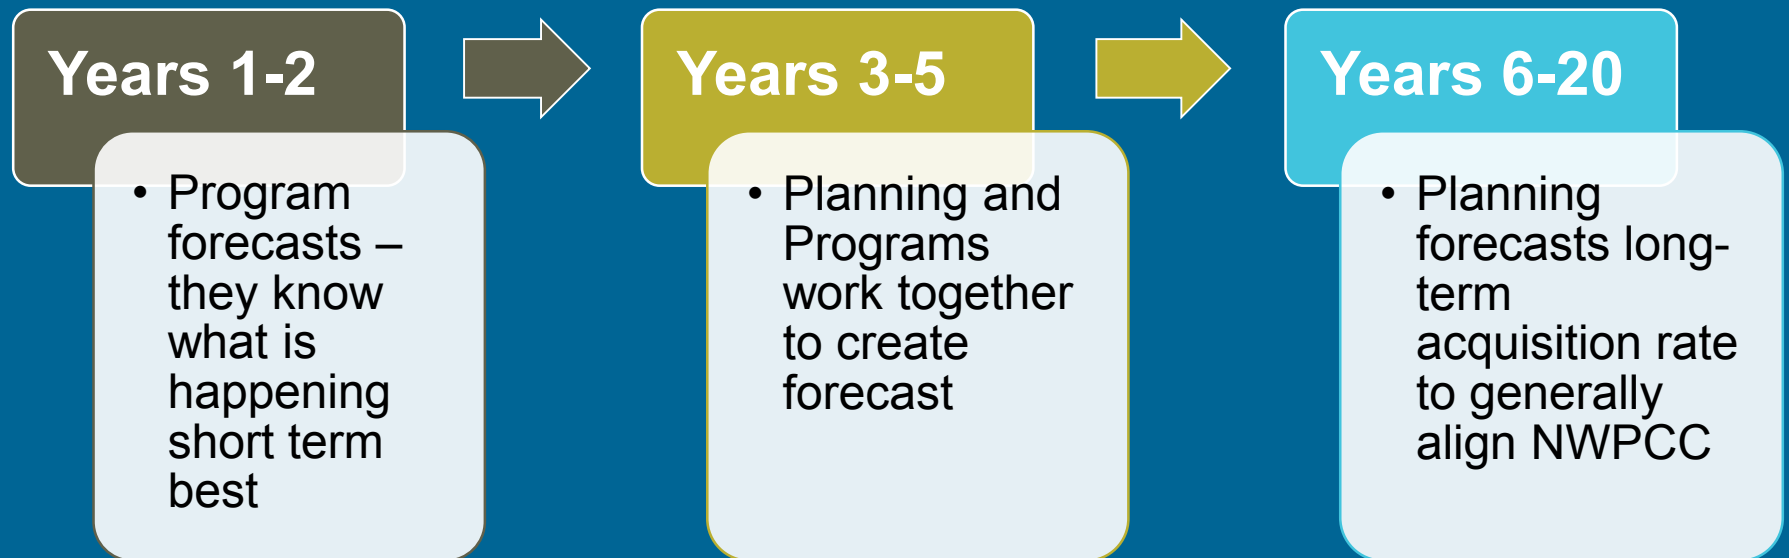 Years 1-2
• Program
forecasts –
they know
what is
happening
short term
best
Years 3-5
• Planning and
Programs
work together
to create
forecast
Years 6-20
• Planning
forecasts long-
term
acquisition rate
to generally
align NWPCC